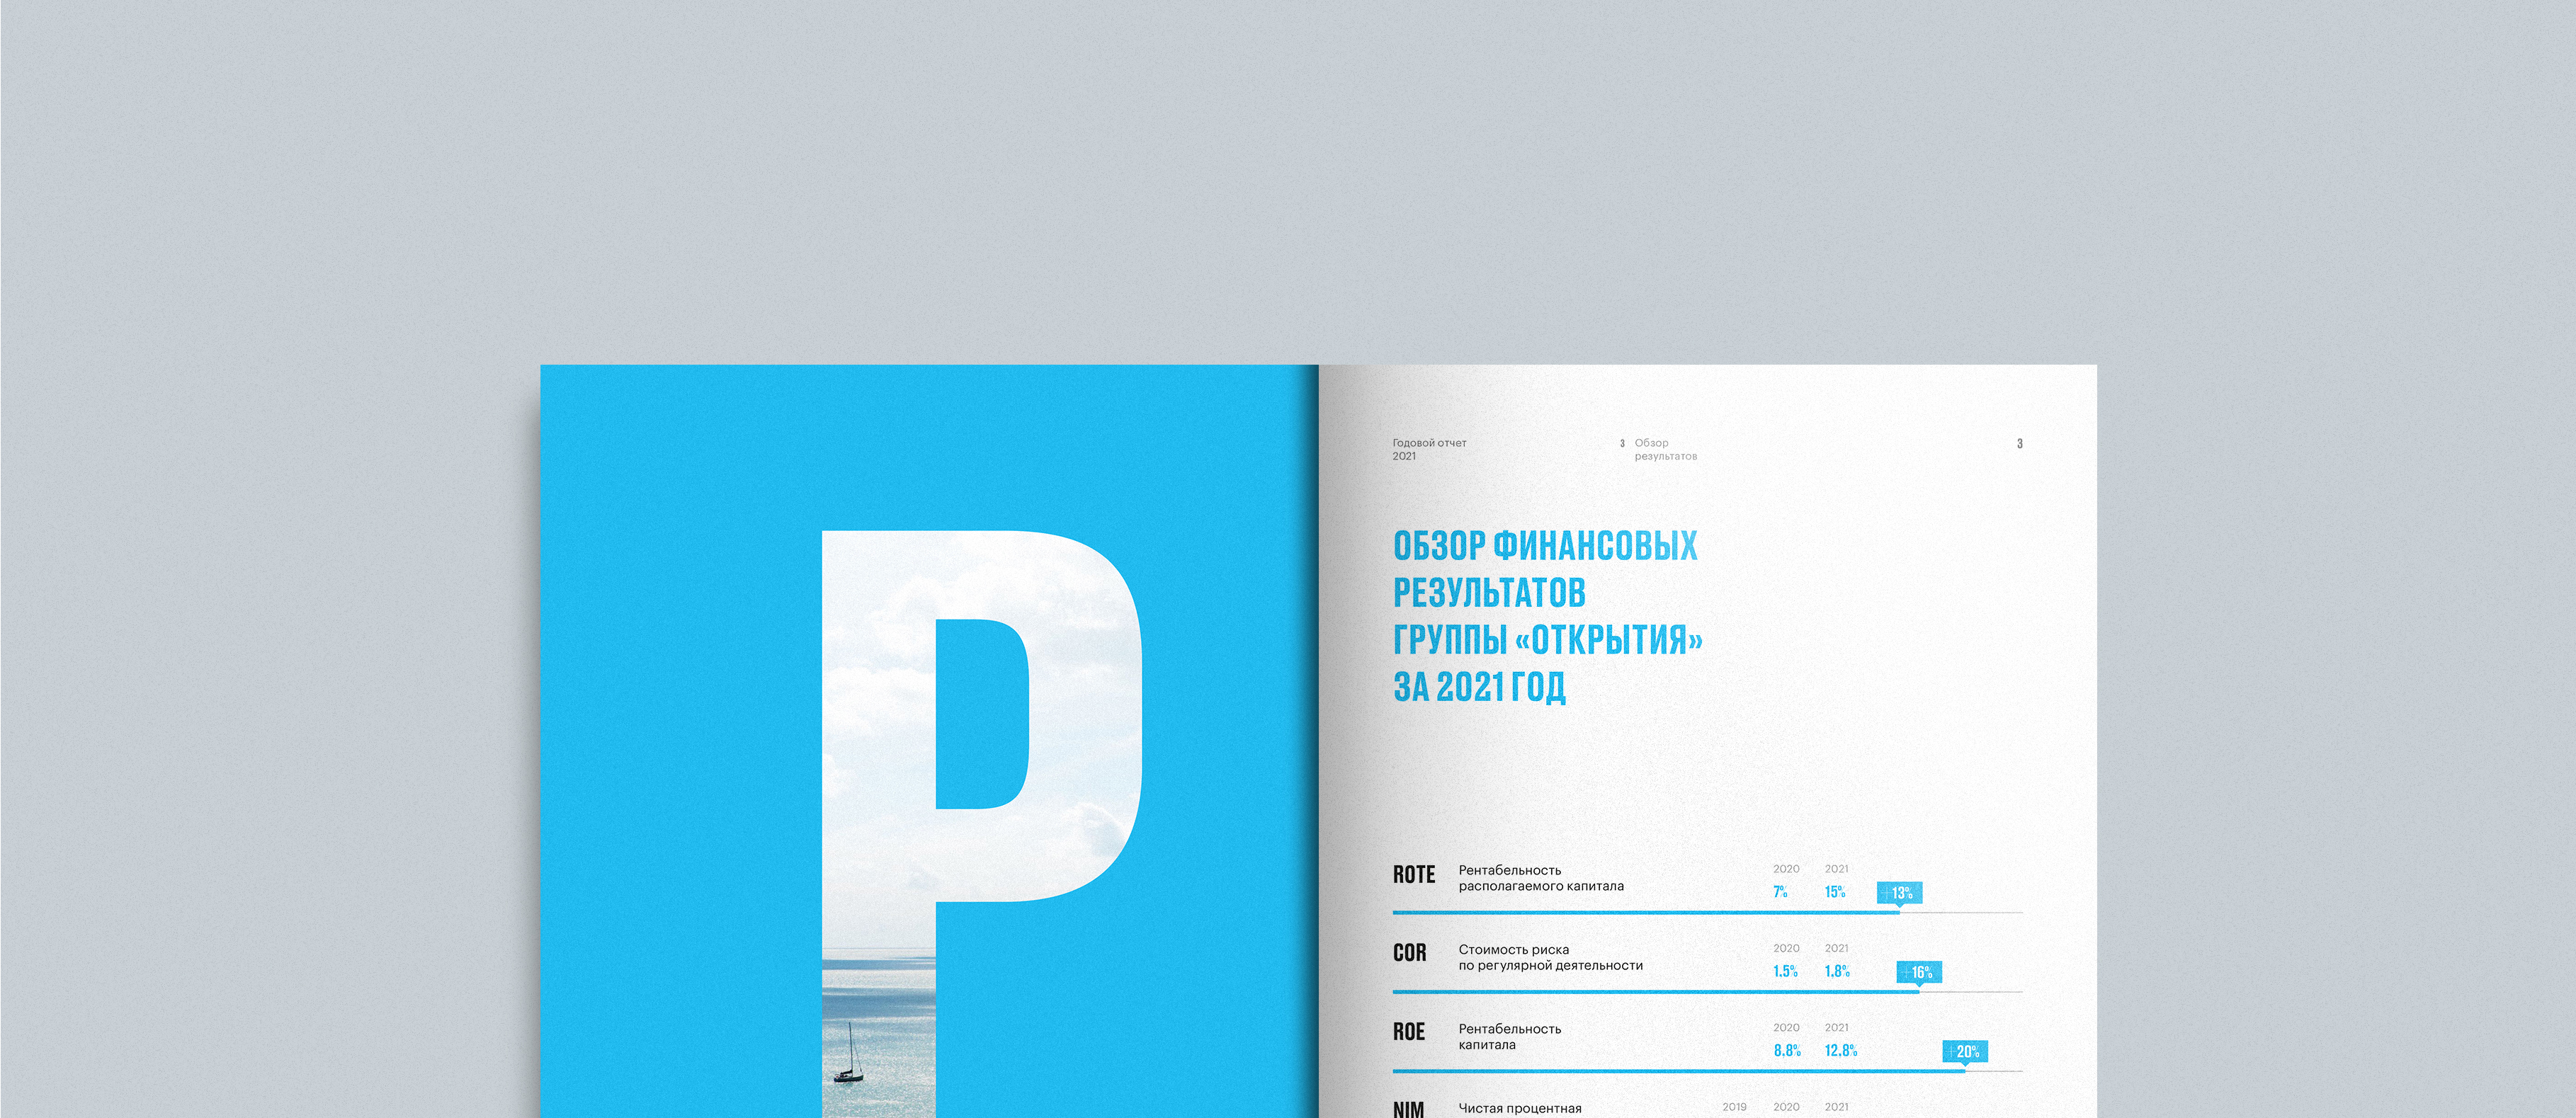 Р
Годовой отчет
2021
3 Обзор
результатов
3
ОБЗОР ФИНАНСОВЫХ
РЕЗУЛЬТАТОВ
ГРУППЫ «ОТКРЫТИЯ»
ЗА 2021 ГОД
ROTE
Рентабельность
располагаемого капитала
2020 2021
7% 15% +13%
COR
Стоимость риска
по регулярной деятельности
2020 2021
1.5% 1.8% +16%
ROE
Рентабельность
капитала
2020 2021
8.8% 12.8% +20%
NIM
Чистая процентная
2019 2020 2021